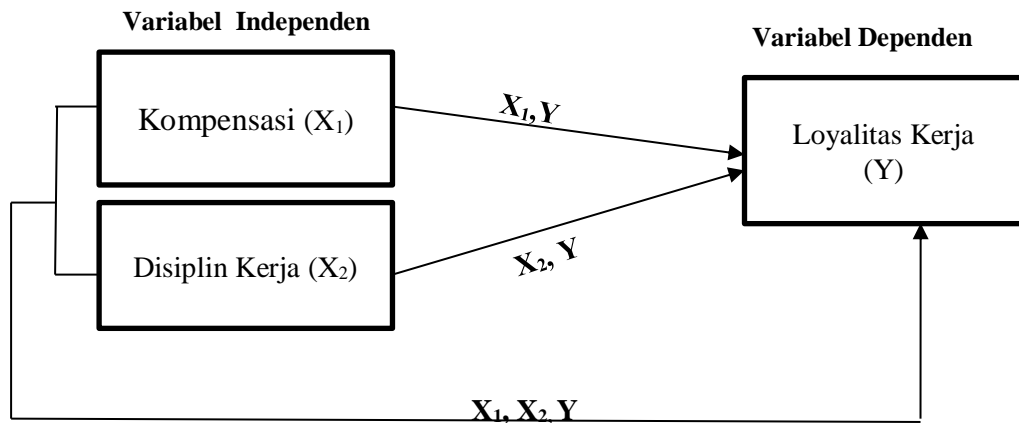 Variabel Independen
Variabel Dependen
Kompensasi (X₁)
X₁, Y
Loyalitas Kerja
(Y)
Disiplin Kerja (X₂)
X₂, Y
X₁, X₂, Y